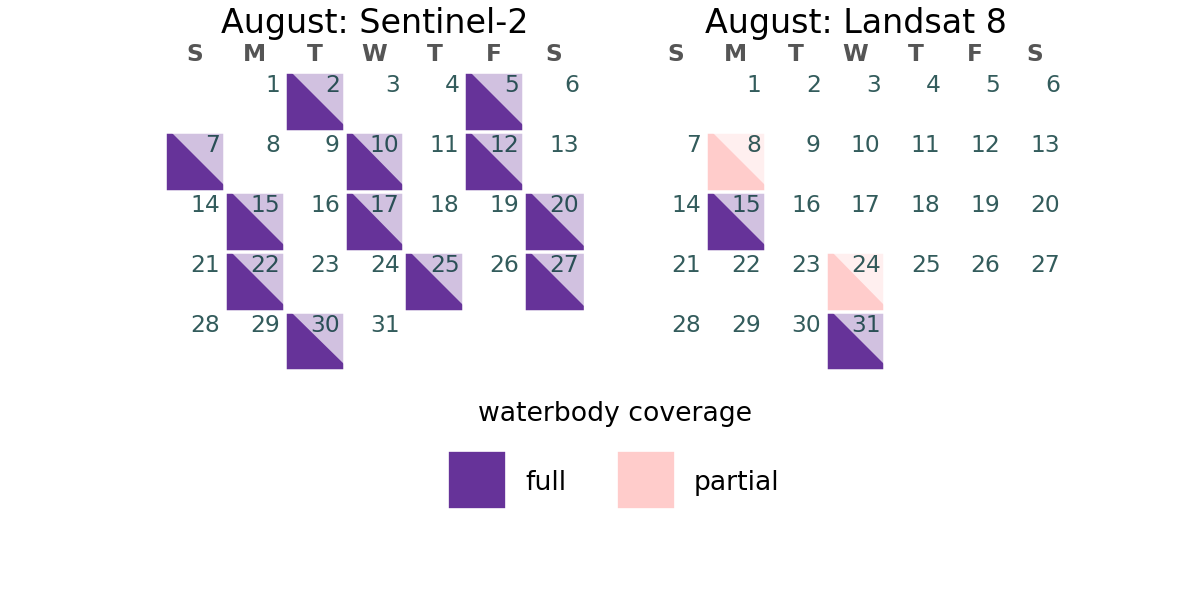 August: Sentinel-2
S M T W T F S
1 2 3 4 5 6
7 8 9 10 11 12 13
14 15 16 17 18 19 20
21 22 23 24 25 26 27
28 29 30 31
August: Landsat 8
S M T W T F S
1 2 3 4 5 6
7 8 9 10 11 12 13
14 15 16 17 18 19 20
21 22 23 24 25 26 27
28 29 30 31
waterbody coverage
full
partial